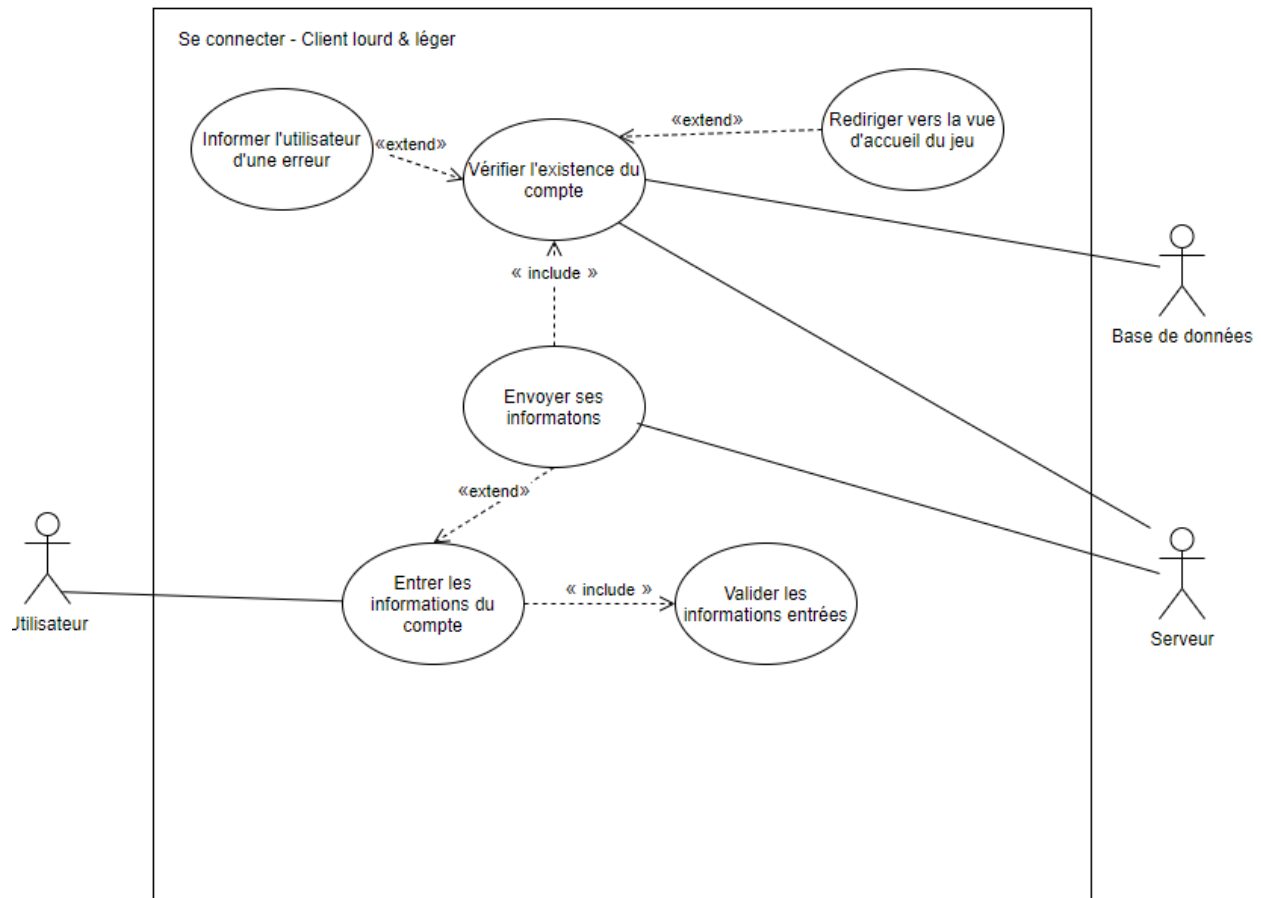 Se connecter - Client lourd & léger
Informer l'utilisateur
d'une erreur
«extend»
Vérifier l'existence du
compte
«extend»
Rediriger vers la vue
d'accueil du jeu
« include »
Base de données
Envoyer ses
informatons
«extend»
Entrer les
informations du
compte
« include »
Valider les
informations entrées
Utilisateur
Serveur